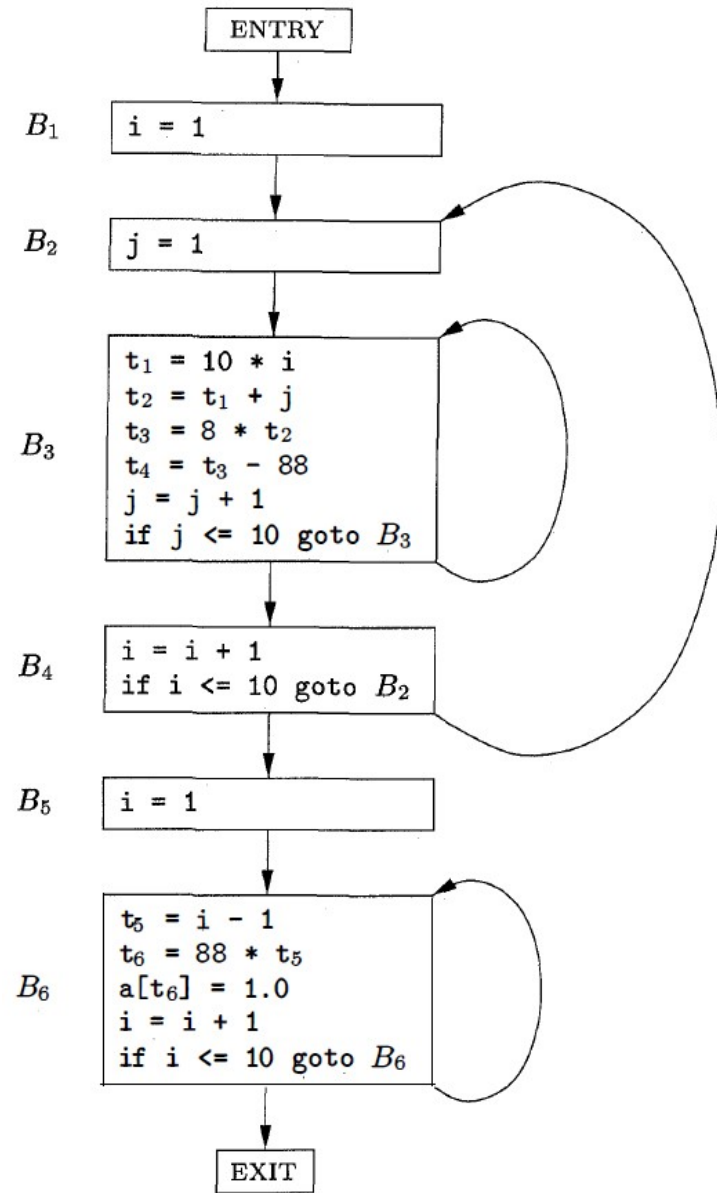 ENTRY
B₁
i = 1
B₂
j = 1
B₃
t₁ = 10 * i
t₂ = t₁ + j
t₃ = 8 * t₂
t₄ = t₃ - 88
j = j + 1
if j <= 10 goto B₃
B₄
i = i + 1
if i <= 10 goto B₂
B₅
i = 1
B₆
t₅ = i - 1
t₆ = 88 * t₅
a[t₆] = 1.0
i = i + 1
if i <= 10 goto B₆
EXIT